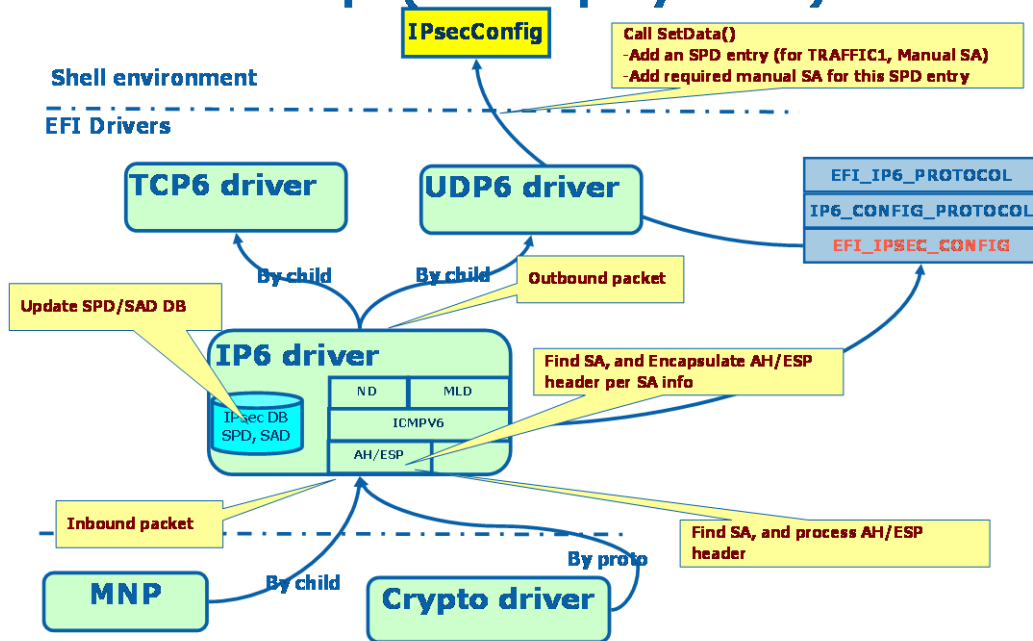 IPsecConfig
Call SetData()
-Add an SPD entry (for TRAFFIC1, Manual SA)
-Add required manual SA for this SPD entry
Shell environment
EFI Drivers
TCP6 driver
UDP6 driver
EFI_IP6_PROTOCOL
IP6_CONFIG_PROTOCOL
EFI_IPSEC_CONFIG
By child
By child
Outbound packet
Update SPD/SAD DB
IP6 driver
Find SA, and Encapsulate AH/ESP
header per SA info
ND
MLD
IPsec DB
SPD, SAD
ICMPV6
AH/ESP
Inbound packet
Find SA, and process AH/ESP
header
By proto
By child
MNP
Crypto driver